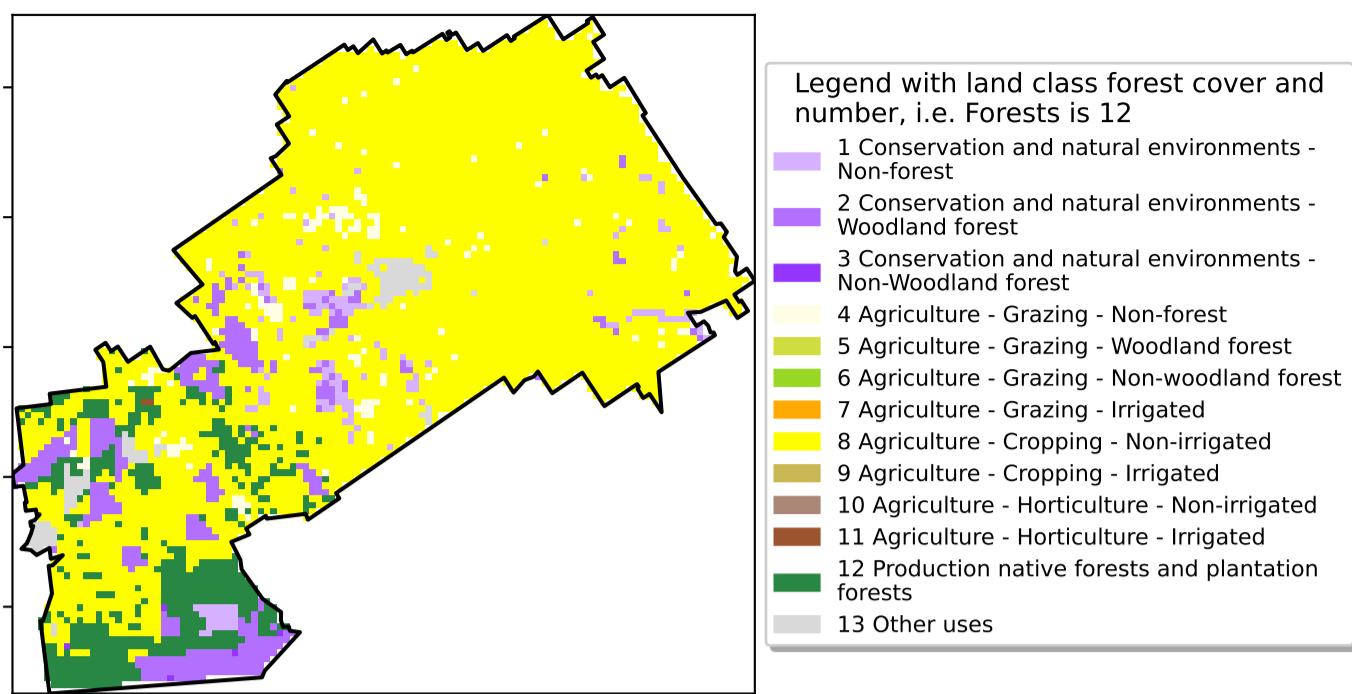 Legend with land class forest cover and
number, i.e. Forests is 12
1 Conservation and natural environments -
Non-forest
2 Conservation and natural environments -
Woodland forest
3 Conservation and natural environments -
Non-Woodland forest
4 Agriculture - Grazing - Non-forest
5 Agriculture - Grazing - Woodland forest
6 Agriculture - Grazing - Non-woodland forest
7 Agriculture - Grazing - Irrigated
8 Agriculture - Cropping - Non-irrigated
9 Agriculture - Cropping - Irrigated
10 Agriculture - Horticulture - Non-irrigated
11 Agriculture - Horticulture - Irrigated
12 Production native forests and plantation
forests
13 Other uses